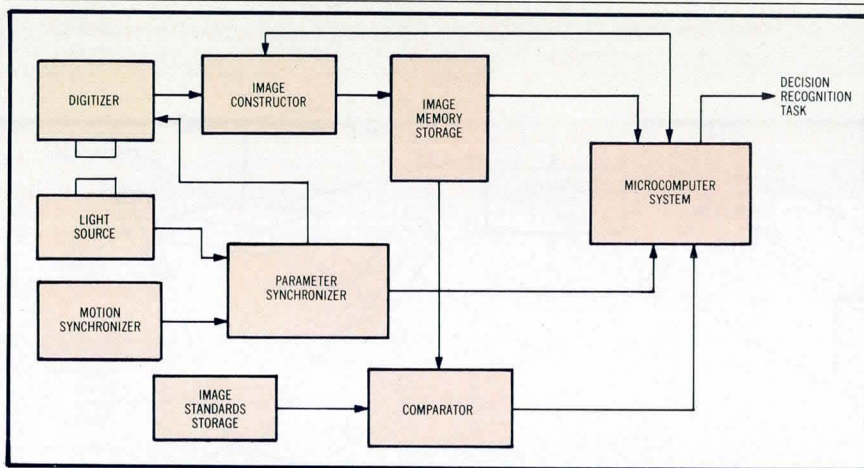 DIGITIZER
IMAGE
CONSTRUCTOR
IMAGE
MEMORY
STORAGE
DECISION
RECOGNITION
TASK
MICROCOMPUTER
SYSTEM
LIGHT
SOURCE
PARAMETER
SYNCHRONIZER
MOTION
SYNCHRONIZER
IMAGE
STANDARDS
STORAGE
COMPARATOR